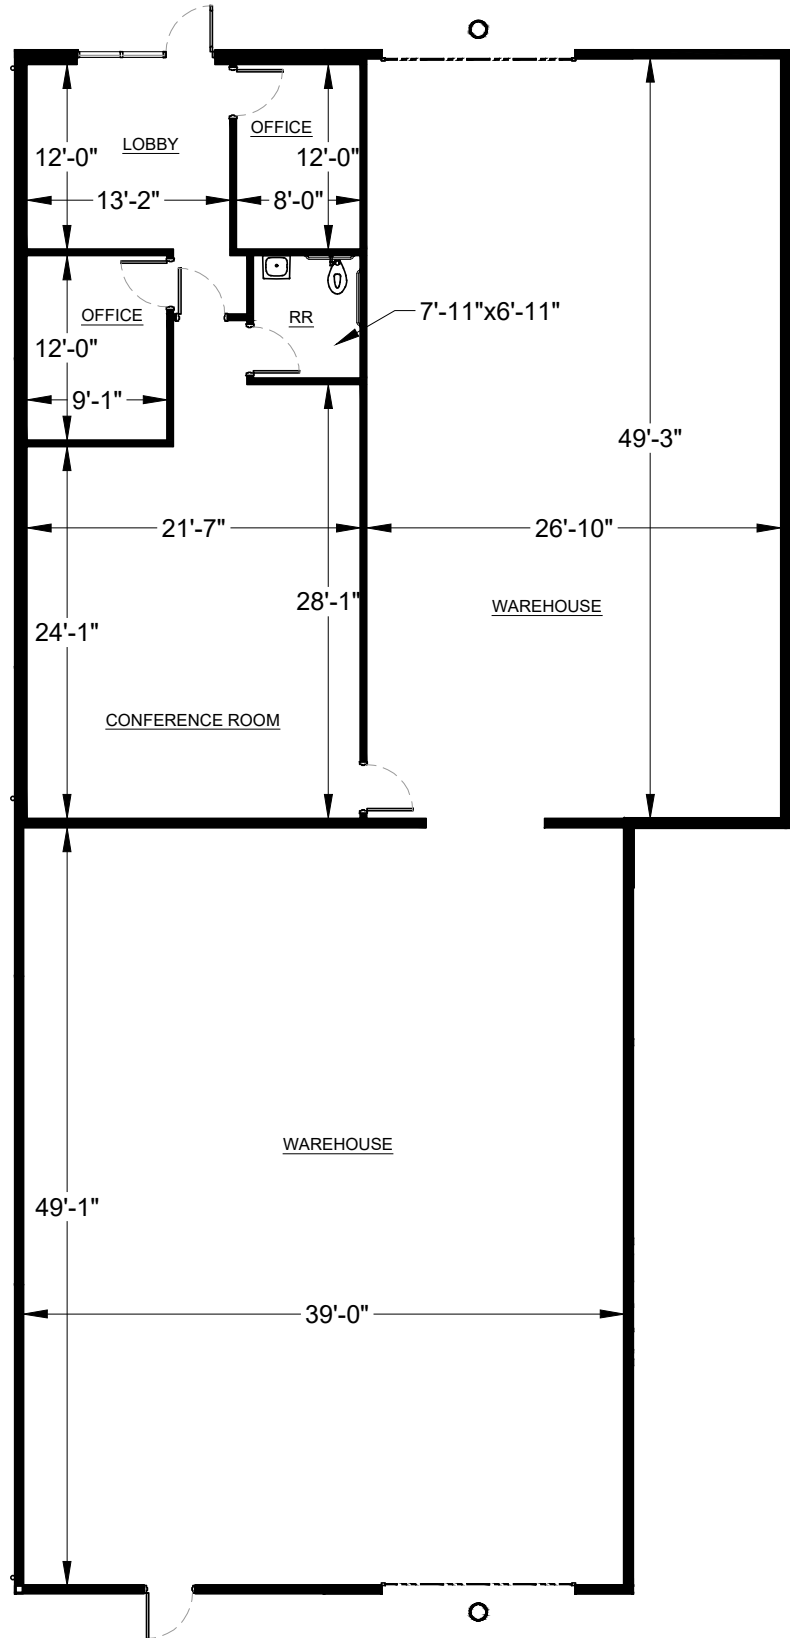 LOBBY
OFFICE
12'-0"
12'-0"
13'-2"
8'-0"
OFFICE
RR
7'-11"x6'-11"
12'-0"
9'-1"
49'-3"
21'-7"
26'-10"
28'-1"
WAREHOUSE
24'-1"
CONFERENCE ROOM
WAREHOUSE
49'-1"
39'-0"